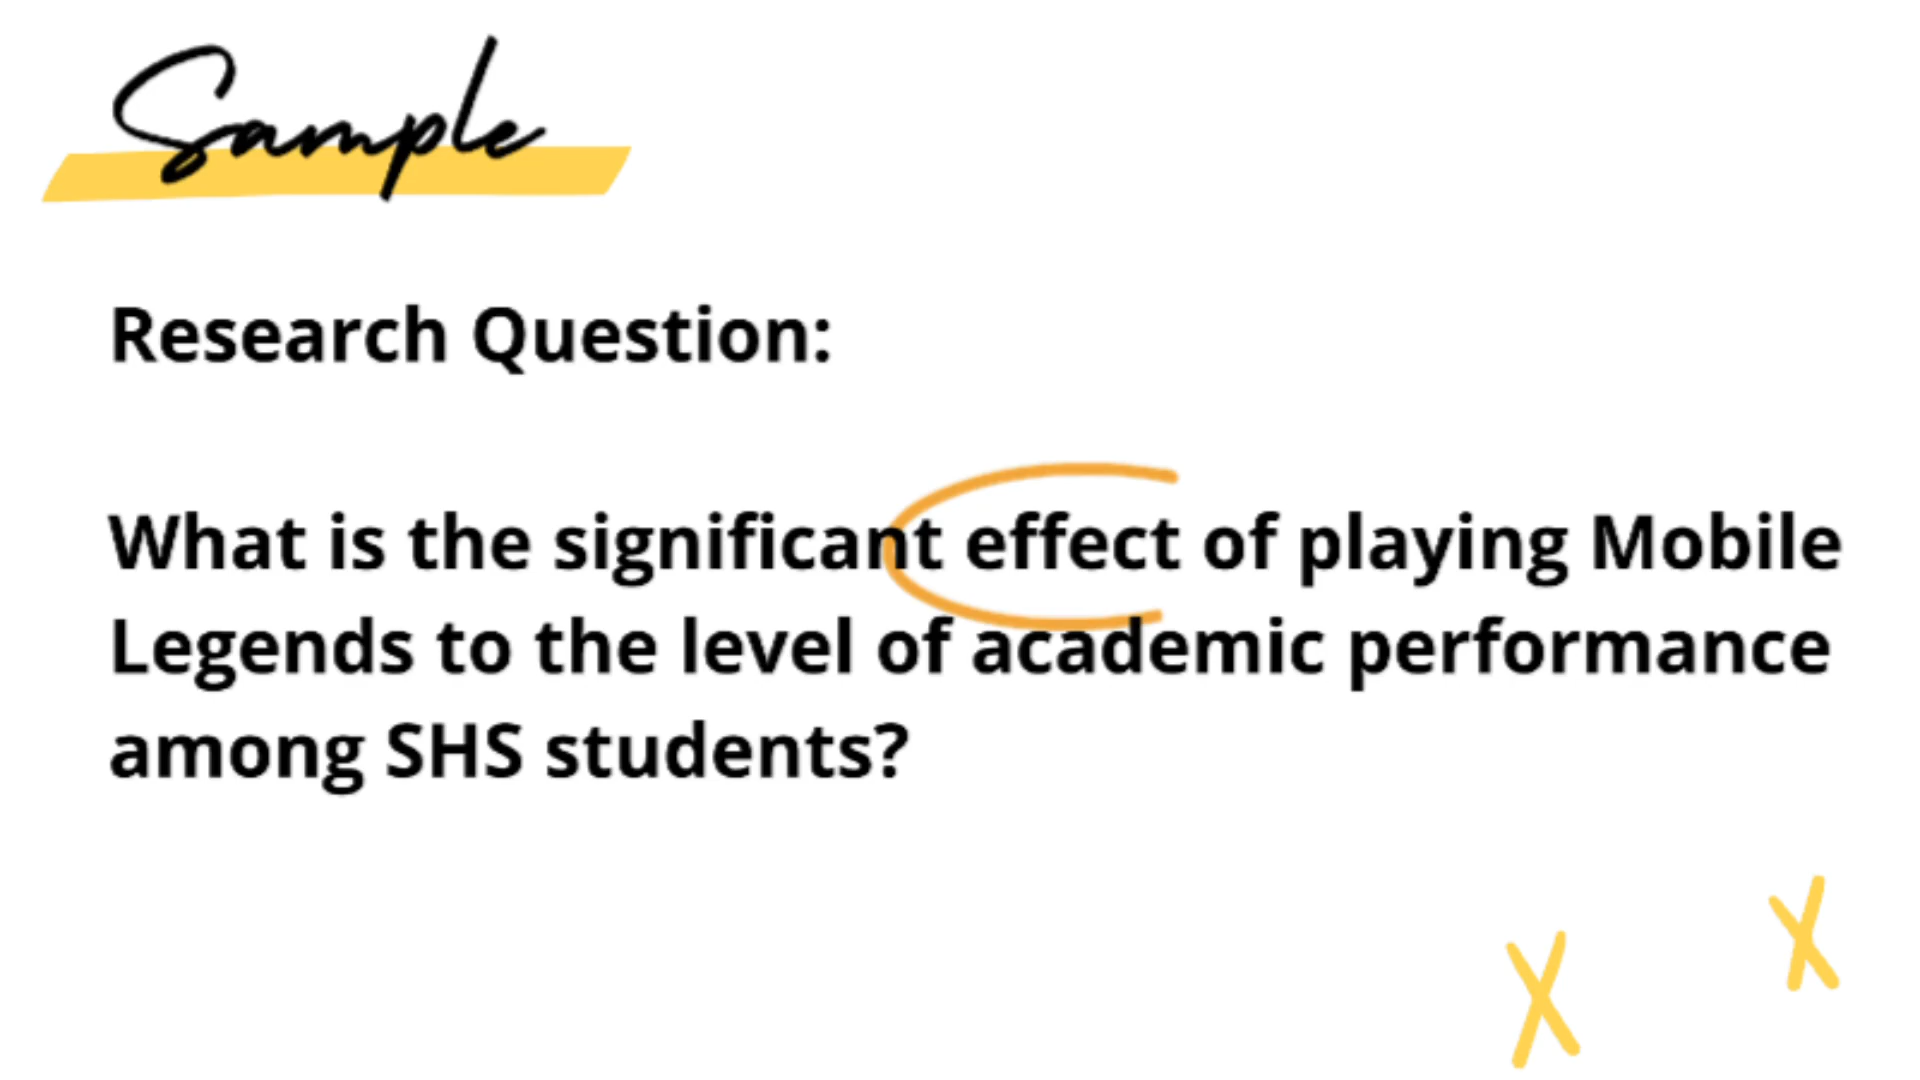 Sample
Research Question:
What is the significant effect of playing Mobile
Legends to the level of academic performance
among SHS students?